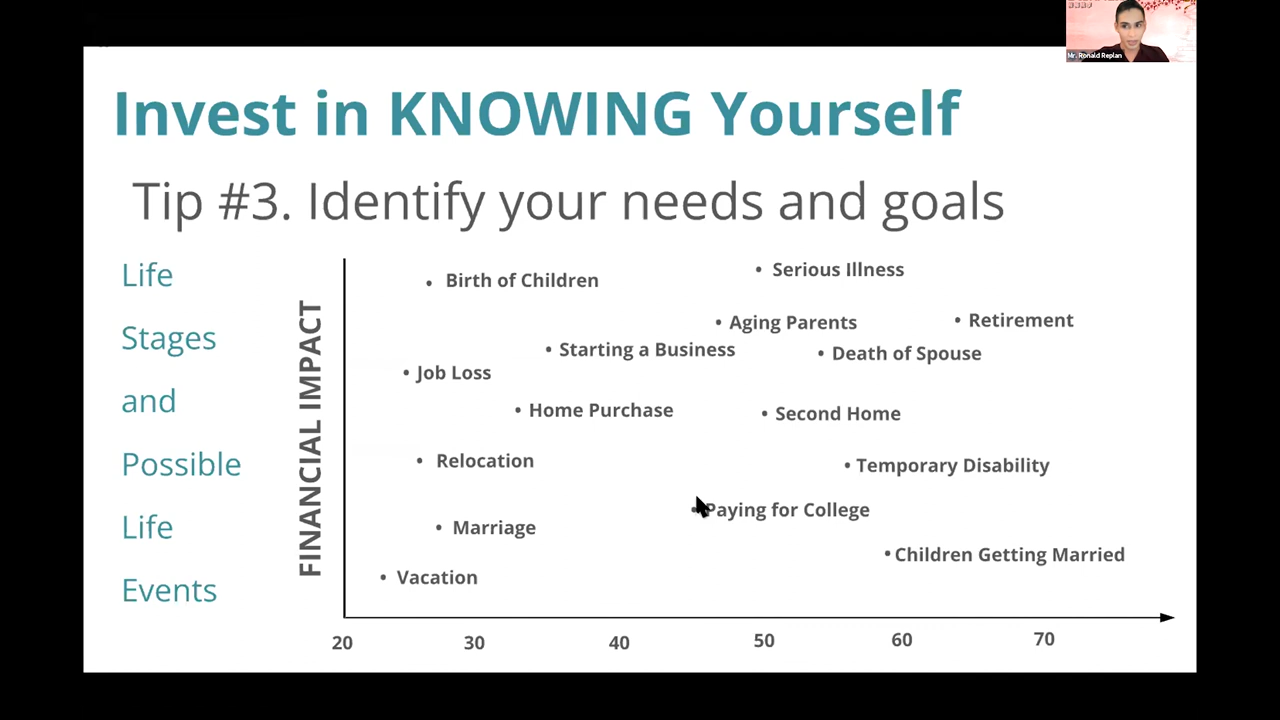 Mr. Ronald Replan
Invest in KNOWING Yourself
Tip #3. Identify your needs and goals
Life
Stages
and
Possible
Life
Events
FINANCIAL IMPACT
• Birth of Children
• Serious Illness
• Aging Parents
• Retirement
• Starting a Business
• Death of Spouse
• Job Loss
• Home Purchase
• Second Home
• Relocation
• Temporary Disability
• Paying for College
• Marriage
• Children Getting Married
• Vacation
20 30 40 50 60 70